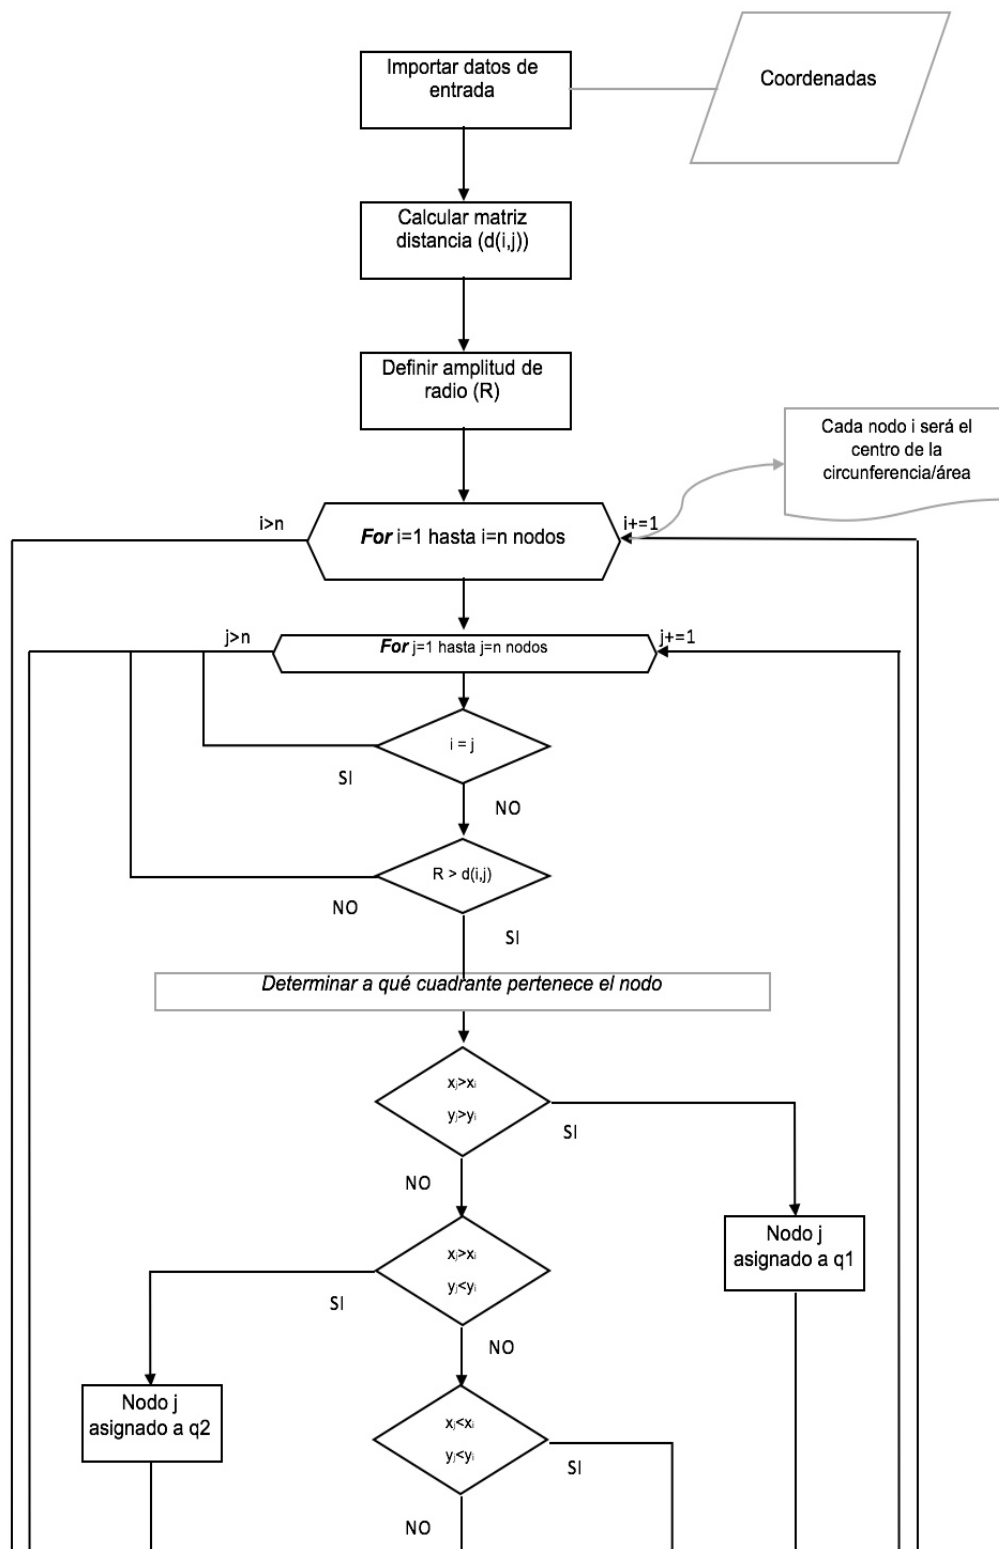 Importar datos de
entrada
Coordenadas
Calcular matriz
distancia (d(i,j))
Definir amplitud de
radio (R)
Cada nodo i será el
centro de la
circunferencia/área
i>n
For i=1 hasta i=n nodos
i+=1
j>n
For j=1 hasta j=n nodos
j+=1
i = j
SI
NO
R > d(i,j)
NO
SI
Determinar a qué cuadrante pertenece el nodo
xj>xi
yj>yi
SI
NO
Nodo j
asignado a q1
xj>xi
yj<yi
SI
NO
Nodo j
asignado a q2
xj<xi
yj<yi
SI
NO